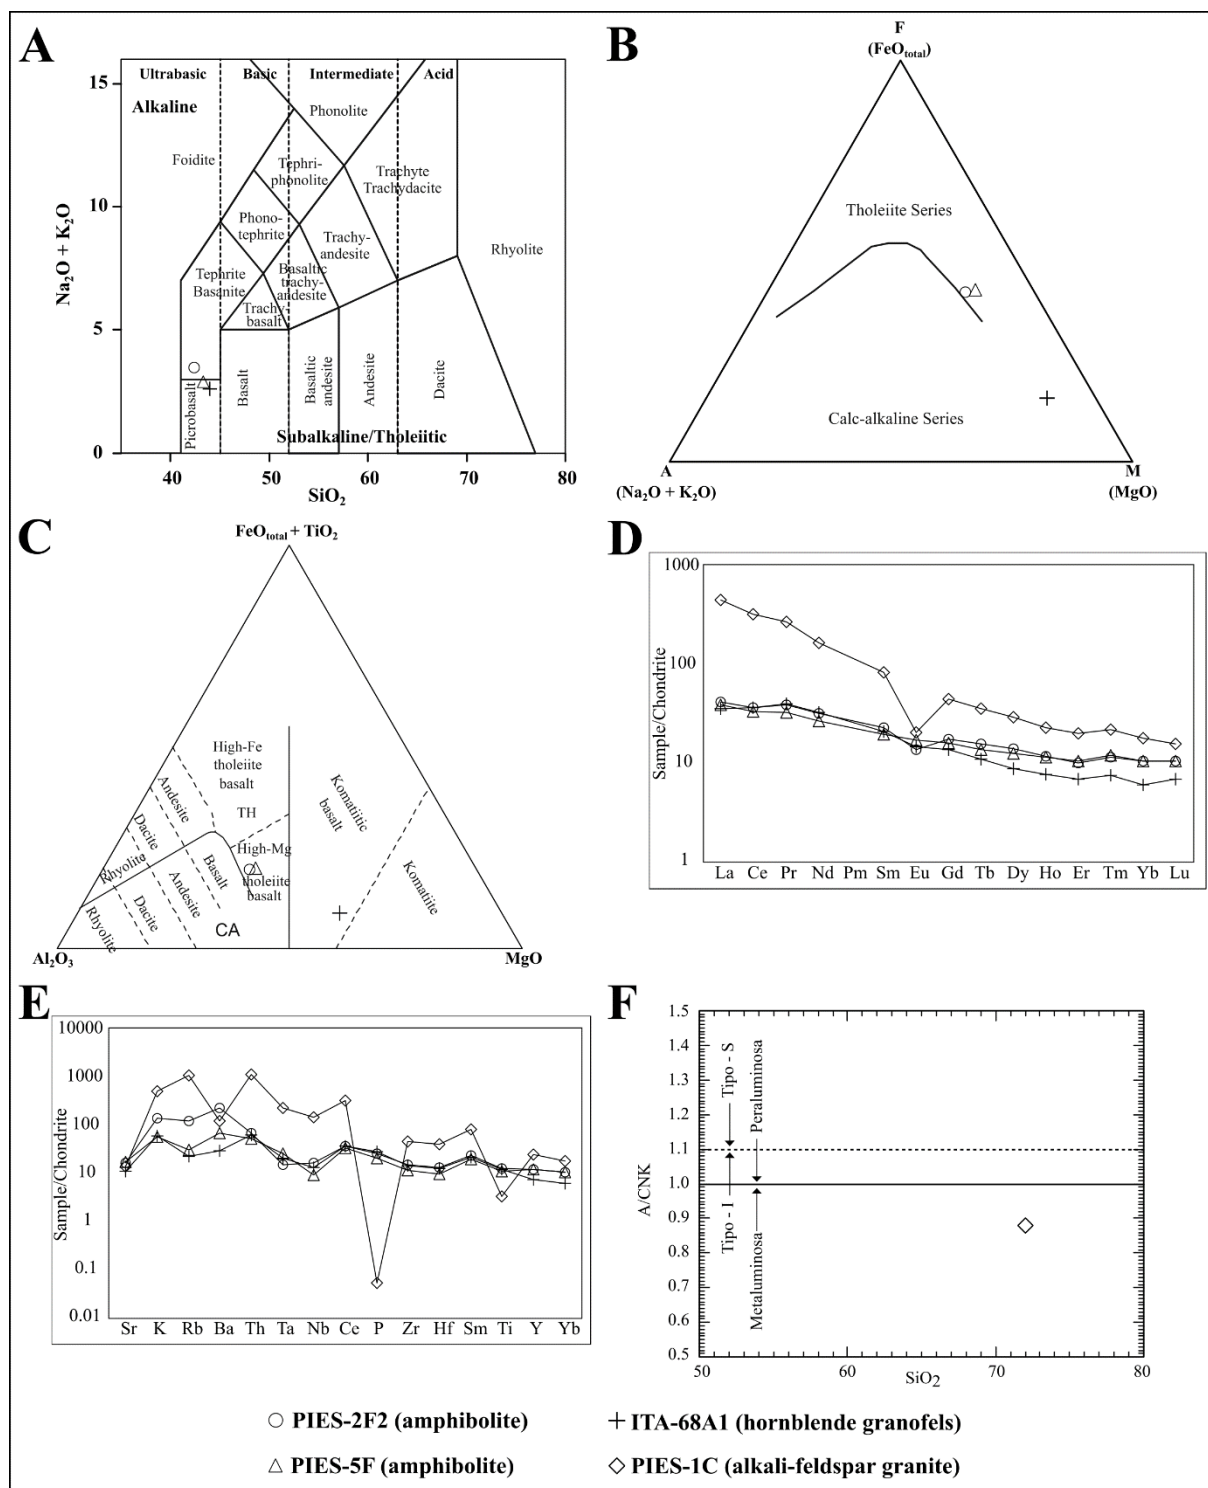 A
Ultrabasic
Basic
Intermediate
Acid
Alkaline
Phonolite
Foidite
Tephri-
phonolite
Trachyte
Trachydacite
Phono-
tephrite
Trachy-
andesite
Rhyolite
Tephrite
Basanite
Basaltic
trachy-
andesite
Trachy-
basalt
Picrobasalt
Basalt
Basaltic
andesite
Andesite
Dacite
Subalkaline/Tholeiitic
15
10
5
0
40
50
60
70
80
Na₂O + K₂O
SiO₂
B
F
(FeOtotal)
Tholeiite Series
Calc-alkaline Series
A
(Na₂O + K₂O)
M
(MgO)
C
FeOtotal + TiO₂
High-Fe
tholeiite
basalt
TH
Komatiitic
basalt
Komatiite
High-Mg
tholeiite
basalt
Andesite
Dacite
Rhyolite
Basalt
Andesite
Dacite
Rhyolite
CA
Al₂O₃
MgO
D
1000
100
10
1
Sample/Chondrite
La Ce Pr Nd Pm Sm Eu Gd Tb Dy Ho Er Tm Yb Lu
E
10000
1000
100
10
1
0.1
0.01
Sample/Chondrite
Sr K Rb Ba Th Ta Nb Ce P Zr Hf Sm Ti Y Yb
F
1.5
1.4
1.3
1.2
1.1
1.0
0.9
0.8
0.7
0.6
0.5
A/CNK
Tipo - S
Peraluminosa
Tipo - I
Metaluminosa
50
60
70
80
SiO₂
PIES-2F2 (amphibolite)
ITA-68A1 (hornblende granofels)
PIES-5F (amphibolite)
PIES-1C (alkali-feldspar granite)